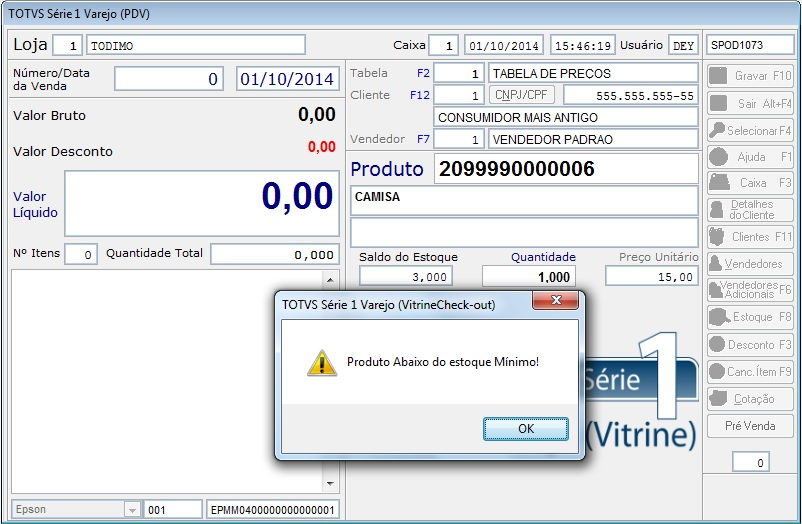 TOTVS Série 1 Varejo (PDV)
Loja 1 TODIMO Caixa 1 01/10/2014 15:46:19 Usuário DEY SPOD1073
Número/Data da Venda 0 01/10/2014
Valor Bruto 0,00
Valor Desconto 0,00
Valor Líquido 0,00
Nº Itens 0 Quantidade Total 0,000
Tabela F2 1 TABELA DE PREÇOS
Cliente F12 1 CNPJ/CPF 555.555.555-55
CONSUMIDOR MAIS ANTIGO
Vendedor F7 1 VENDEDOR PADRAO
Produto 2099990000006
CAMISA
Saldo do Estoque Quantidade Preço Unitário
3,000 1,000 15,00
TOTVS Série 1 Varejo (VitrineCheck-out)
Produto Abaixo do estoque Mínimo!
OK
Série 1
(Vitrine)
Gravar F10
Sair Alt+F4
Selecionar F4
Ajuda F1
Caixa F3
Detalhes do Cliente
Clientes F11
Vendedores
Vendedores Adicionais F6
Estoque F8
Desconto F3
Canc.Ítem F9
Cotação
Pré Venda
0
Epson 001 EPMM0400000000000001